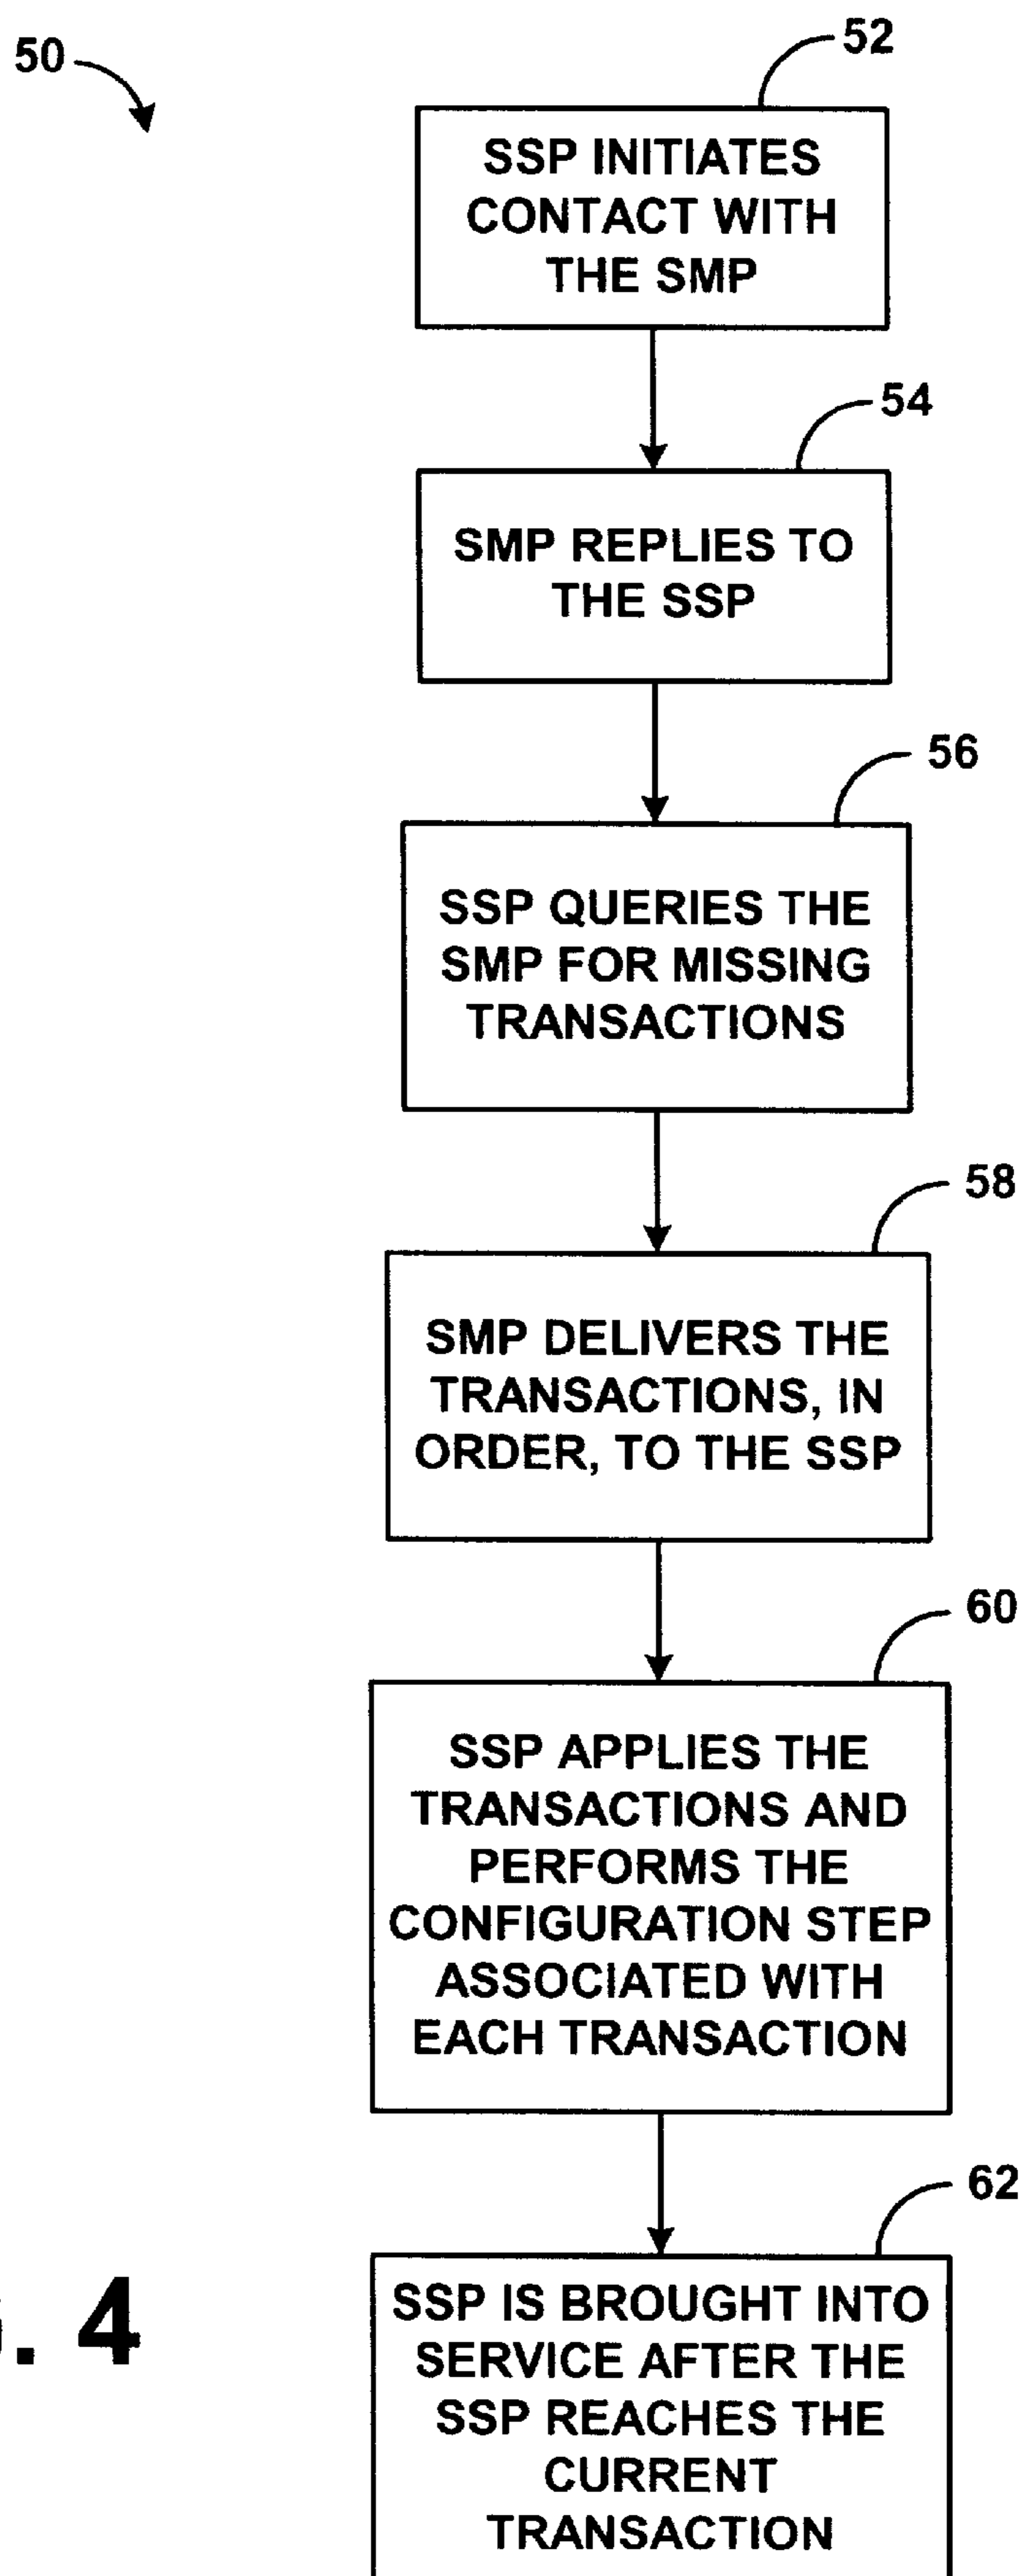 50
52
SSP INITIATES
CONTACT WITH
THE SMP
54
SMP REPLIES TO
THE SSP
56
SSP QUERIES THE
SMP FOR MISSING
TRANSACTIONS
58
SMP DELIVERS THE
TRANSACTIONS, IN
ORDER, TO THE SSP
60
SSP APPLIES THE
TRANSACTIONS AND
PERFORMS THE
CONFIGURATION STEP
ASSOCIATED WITH
EACH TRANSACTION
62
SSP IS BROUGHT INTO
SERVICE AFTER THE
SSP REACHES THE
CURRENT
TRANSACTION
. 4